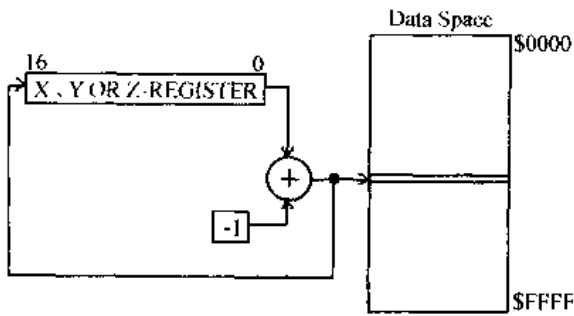 Data Space
$0000
16 0
X , Y OR Z-REGISTER
+
-1
$FFFF